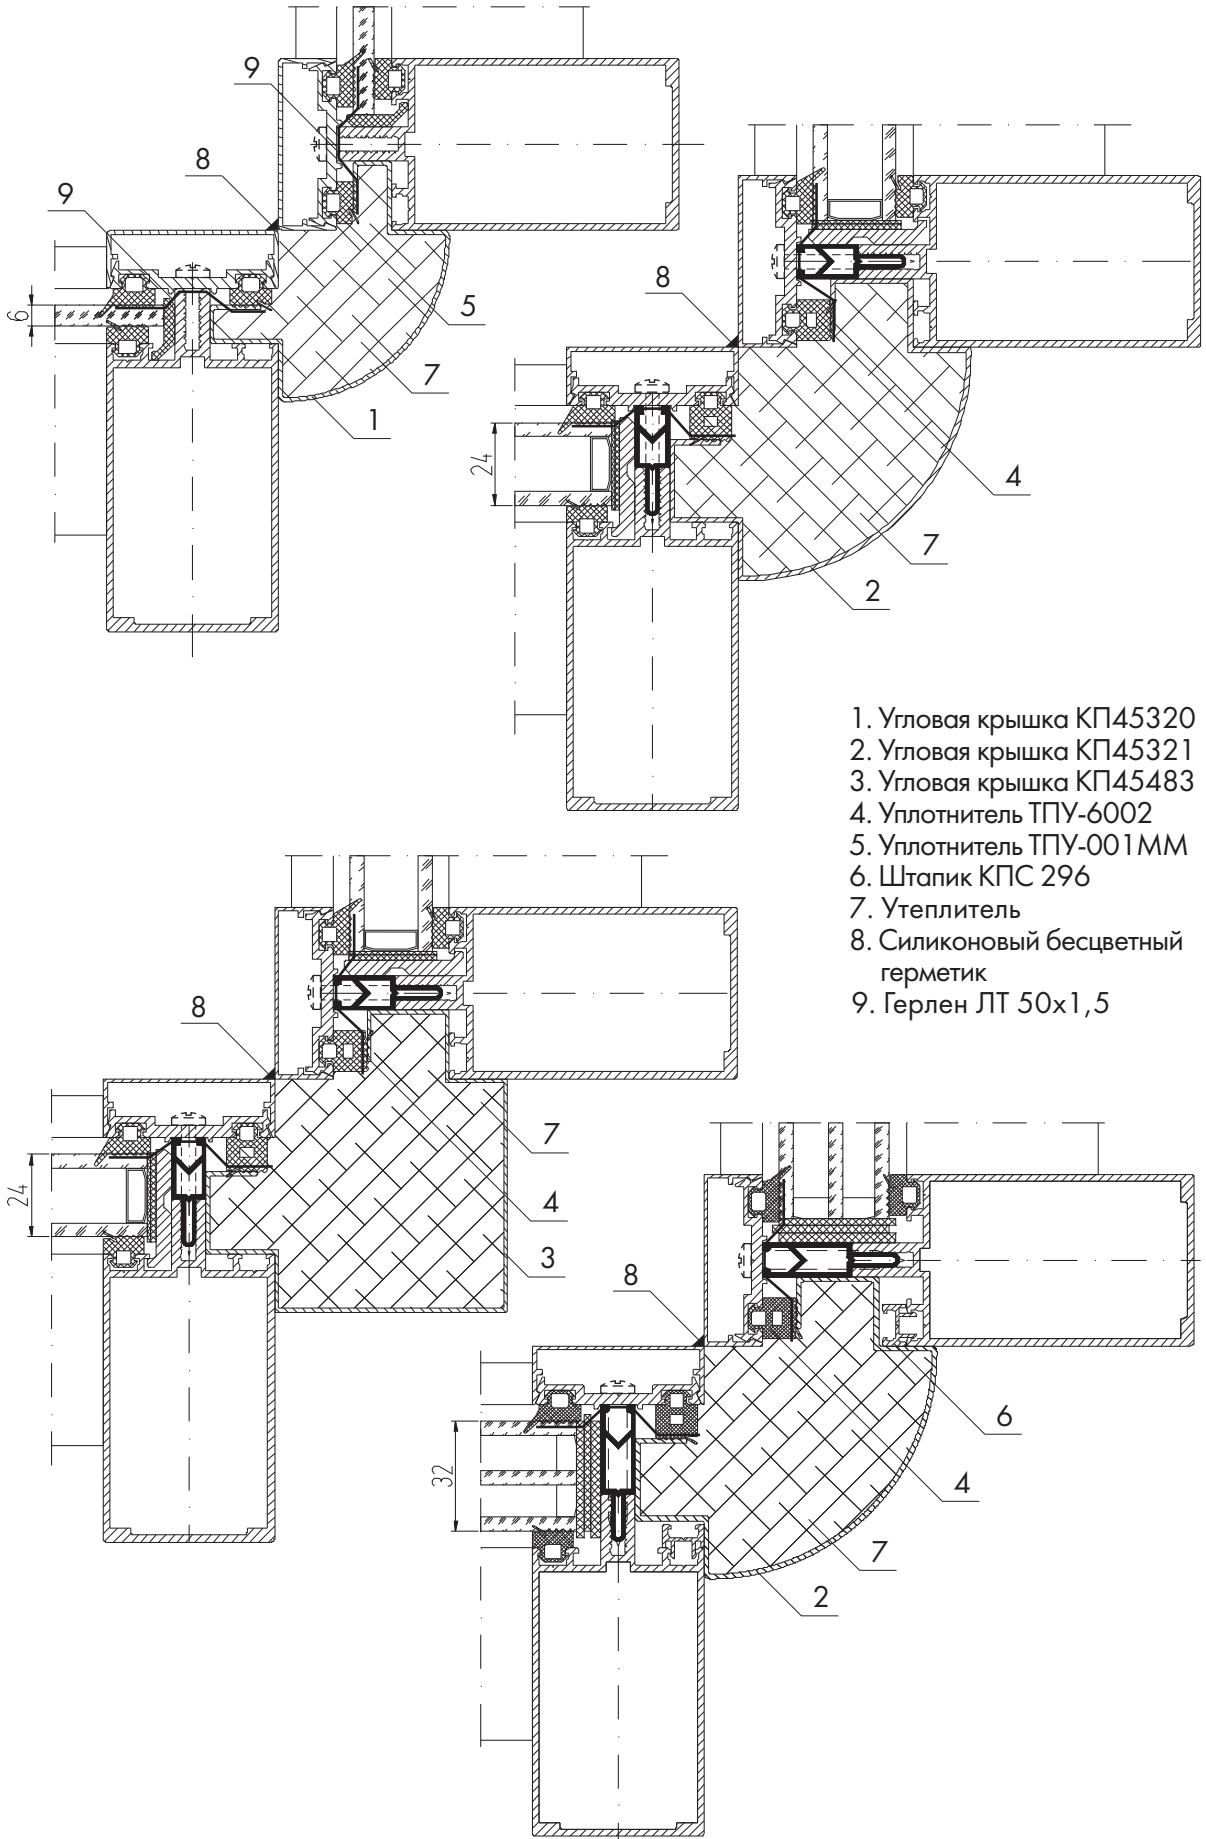 9
8
9
6
5
7
1
8
24
4
7
2
1. Угловая крышка КП45320
2. Угловая крышка КП45321
3. Угловая крышка КП45483
4. Уплотнитель ТПУ-6002
5. Уплотнитель ТПУ-001ММ
6. Штапик КПС 296
7. Утеплитель
8. Силиконовый бесцветный
герметик
9. Герлен ЛТ 50х1,5
8
24
7
4
3
8
32
6
4
7
2